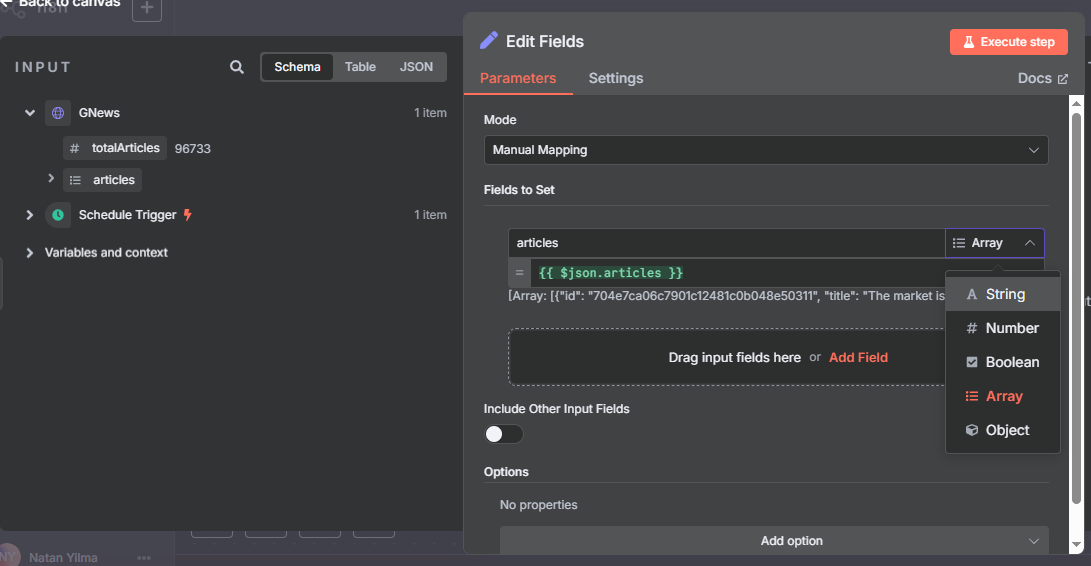 Back to canvas
n8n
Edit Fields
Execute step
INPUT
Schema
Table
JSON
Parameters
Settings
Docs
GNews
1 item
Mode
# totalArticles 96733
Manual Mapping
articles
Fields to Set
Schedule Trigger
1 item
Variables and context
articles
Array
= {{ $json.articles }}
[Array: [{"id": "704e7ca06c7901c12481c0b048e50311", "title": "The market is
A String
# Number
Boolean
Array
Object
Drag input fields here or Add Field
Include Other Input Fields
Options
No properties
Add option
NY
Natan Yilma